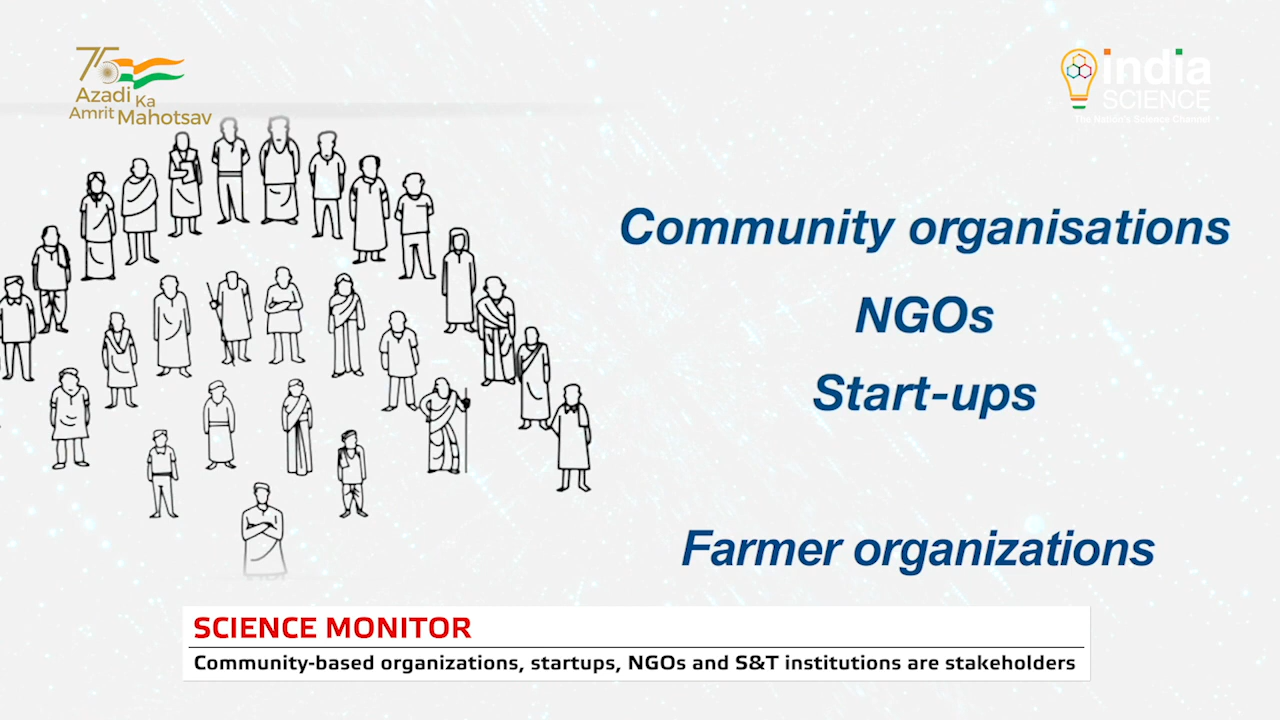 75
Azadi Ka
Amrit Mahotsav
india
SCIENCE
The Nation's Science Channel
Community organisations
NGOs
Start-ups
Farmer organizations
SCIENCE MONITOR
Community-based organizations, startups, NGOs and S&T institutions are stakeholders